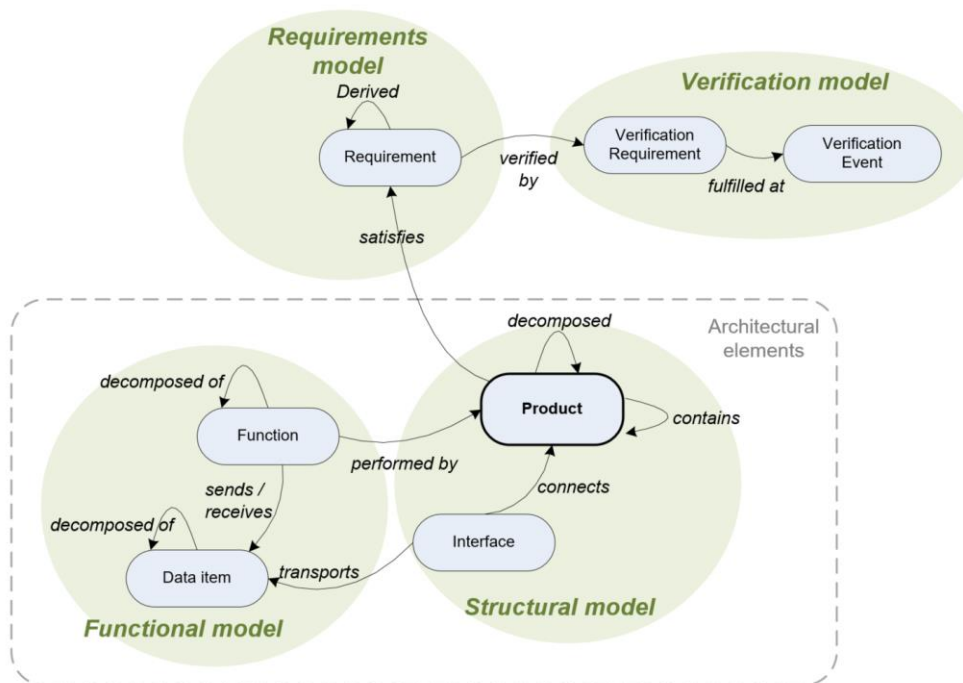 Requirements
model
Derived
Requirement
verified
by
Verification model
Verification
Requirement
fulfilled at
Verification
Event
satisfies
Architectural
elements
decomposed
Product
contains
decomposed of
Function
performed by
sends /
receives
connects
decomposed of
Data item
transports
Interface
Functional model
Structural model